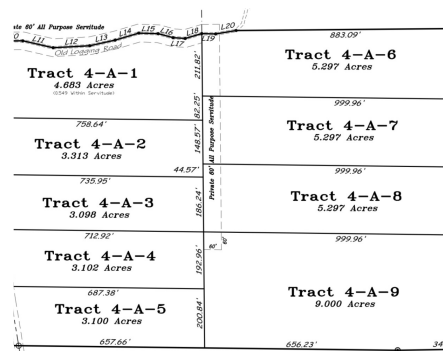 ate 60' All Purpose Servitude
L11
L12
L13
L14
L15
L16
L17
L18
L19
L20
Old Logging Road
883.09'
Tract 4-A-1
4.683 Acres
211.82'
Tract 4-A-6
5.297 Acres
82.25'
999.96'
758.64'
Tract 4-A-2
3.313 Acres
148.57'
Private 60' All Purpose Servitude
Tract 4-A-7
5.297 Acres
44.57'
999.96'
735.95'
Tract 4-A-3
3.098 Acres
186.24'
Tract 4-A-8
5.297 Acres
712.92'
999.96'
Tract 4-A-4
3.102 Acres
192.96'
60'
60'
687.38'
Tract 4-A-5
3.100 Acres
200.84'
Tract 4-A-9
9.000 Acres
657.66'
656.23'
34